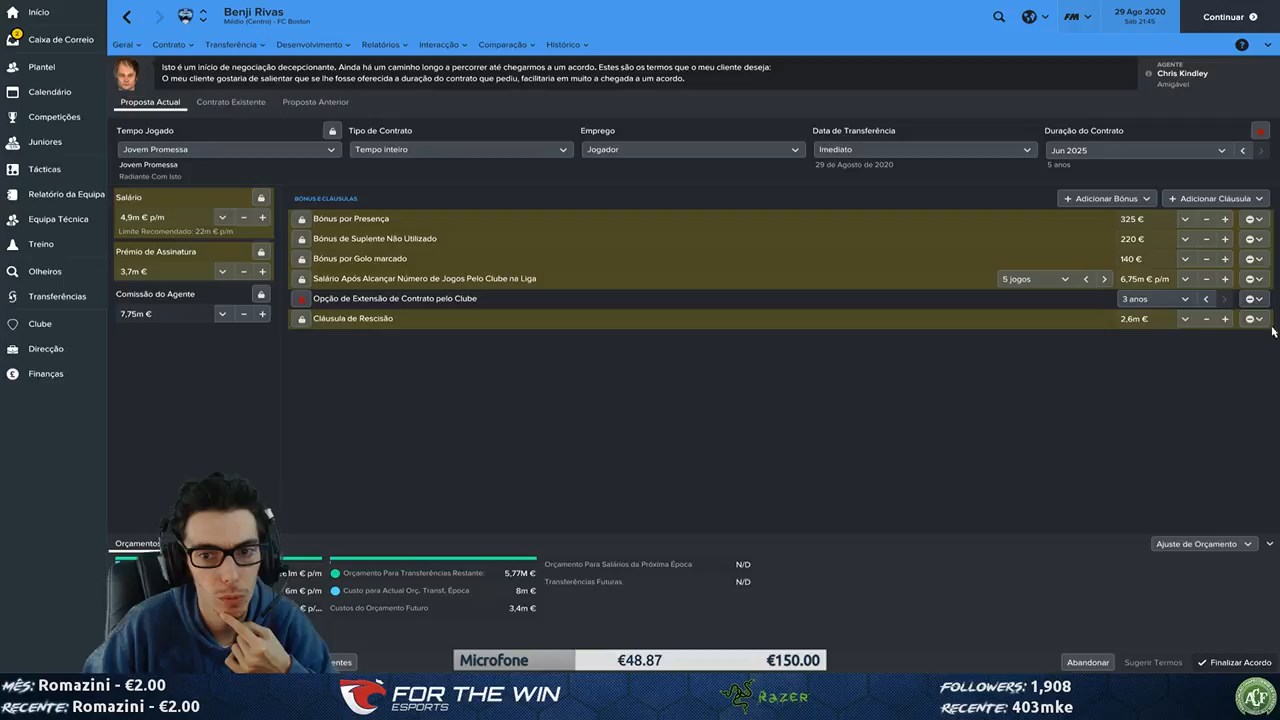 Início
Benji Rivas
Médio (Centro) - FC Boston
29 Ago 2020
Sáb 21:45
Continuar
2
Caixa de Correio
Geral
Contrato
Transferência
Desenvolvimento
Relatórios
Interacção
Comparação
Histórico
Plantel
Isto é um início de negociação decepcionante. Ainda há um caminho longo a percorrer até chegarmos a um acordo. Estes são os termos que o meu cliente deseja:
O meu cliente gostaria de salientar que se lhe fosse oferecida a duração do contrato que pediu, facilitaria em muito a chegada a um acordo.
AGENTE
Chris Kindley
Amigável
Calendário
Proposta Actual
Contrato Existente
Proposta Anterior
Competições
Tempo Jogado
Tipo de Contrato
Emprego
Data de Transferência
Duração do Contrato
Juniores
Jovem Promessa
Tempo inteiro
Jogador
Imediato
Jun 2025
Jovem Promessa
Radiante Com Isto
29 de Agosto de 2020
5 anos
Tácticas
Relatório da Equipa
Salário
BÓNUS E CLÁUSULAS
+ Adicionar Bónus
+ Adicionar Cláusula
Equipa Técnica
4,9m € p/m
Limite Recomendado: 22m € p/m
Bónus por Presença
325 €
Treino
Bónus de Suplente Não Utilizado
220 €
Prémio de Assinatura
Bónus por Golo marcado
140 €
Olheiros
3,7m €
Salário Após Alcançar Número de Jogos Pelo Clube na Liga
5 jogos
6,75m € p/m
Transferências
Comissão do Agente
Opção de Extensão de Contrato pelo Clube
3 anos
7,75m €
Cláusula de Rescisão
2,6m €
Clube
Direcção
Finanças
Orçamentos
Ajuste de Orçamento
1m € p/m
Orçamento Para Transferências Restante:
5,77M €
Orçamento Para Salários da Próxima Época
N/D
6m € p/m
Custo para Actual Orç. Transf. Época
8m €
Transferências Futuras
N/D
€ p/...
Custos do Orçamento Futuro
3,4m €
entes
Microfone
€48.87
€150.00
Abandonar
Sugerir Termos
Finalizar Acordo
MÊS: Romazini - €2.00
RECENTE: Romazini - €2.00
FOR THE WIN
ESPORTS
RAZER
FOLLOWERS: 1,908
RECENTE: 403mke